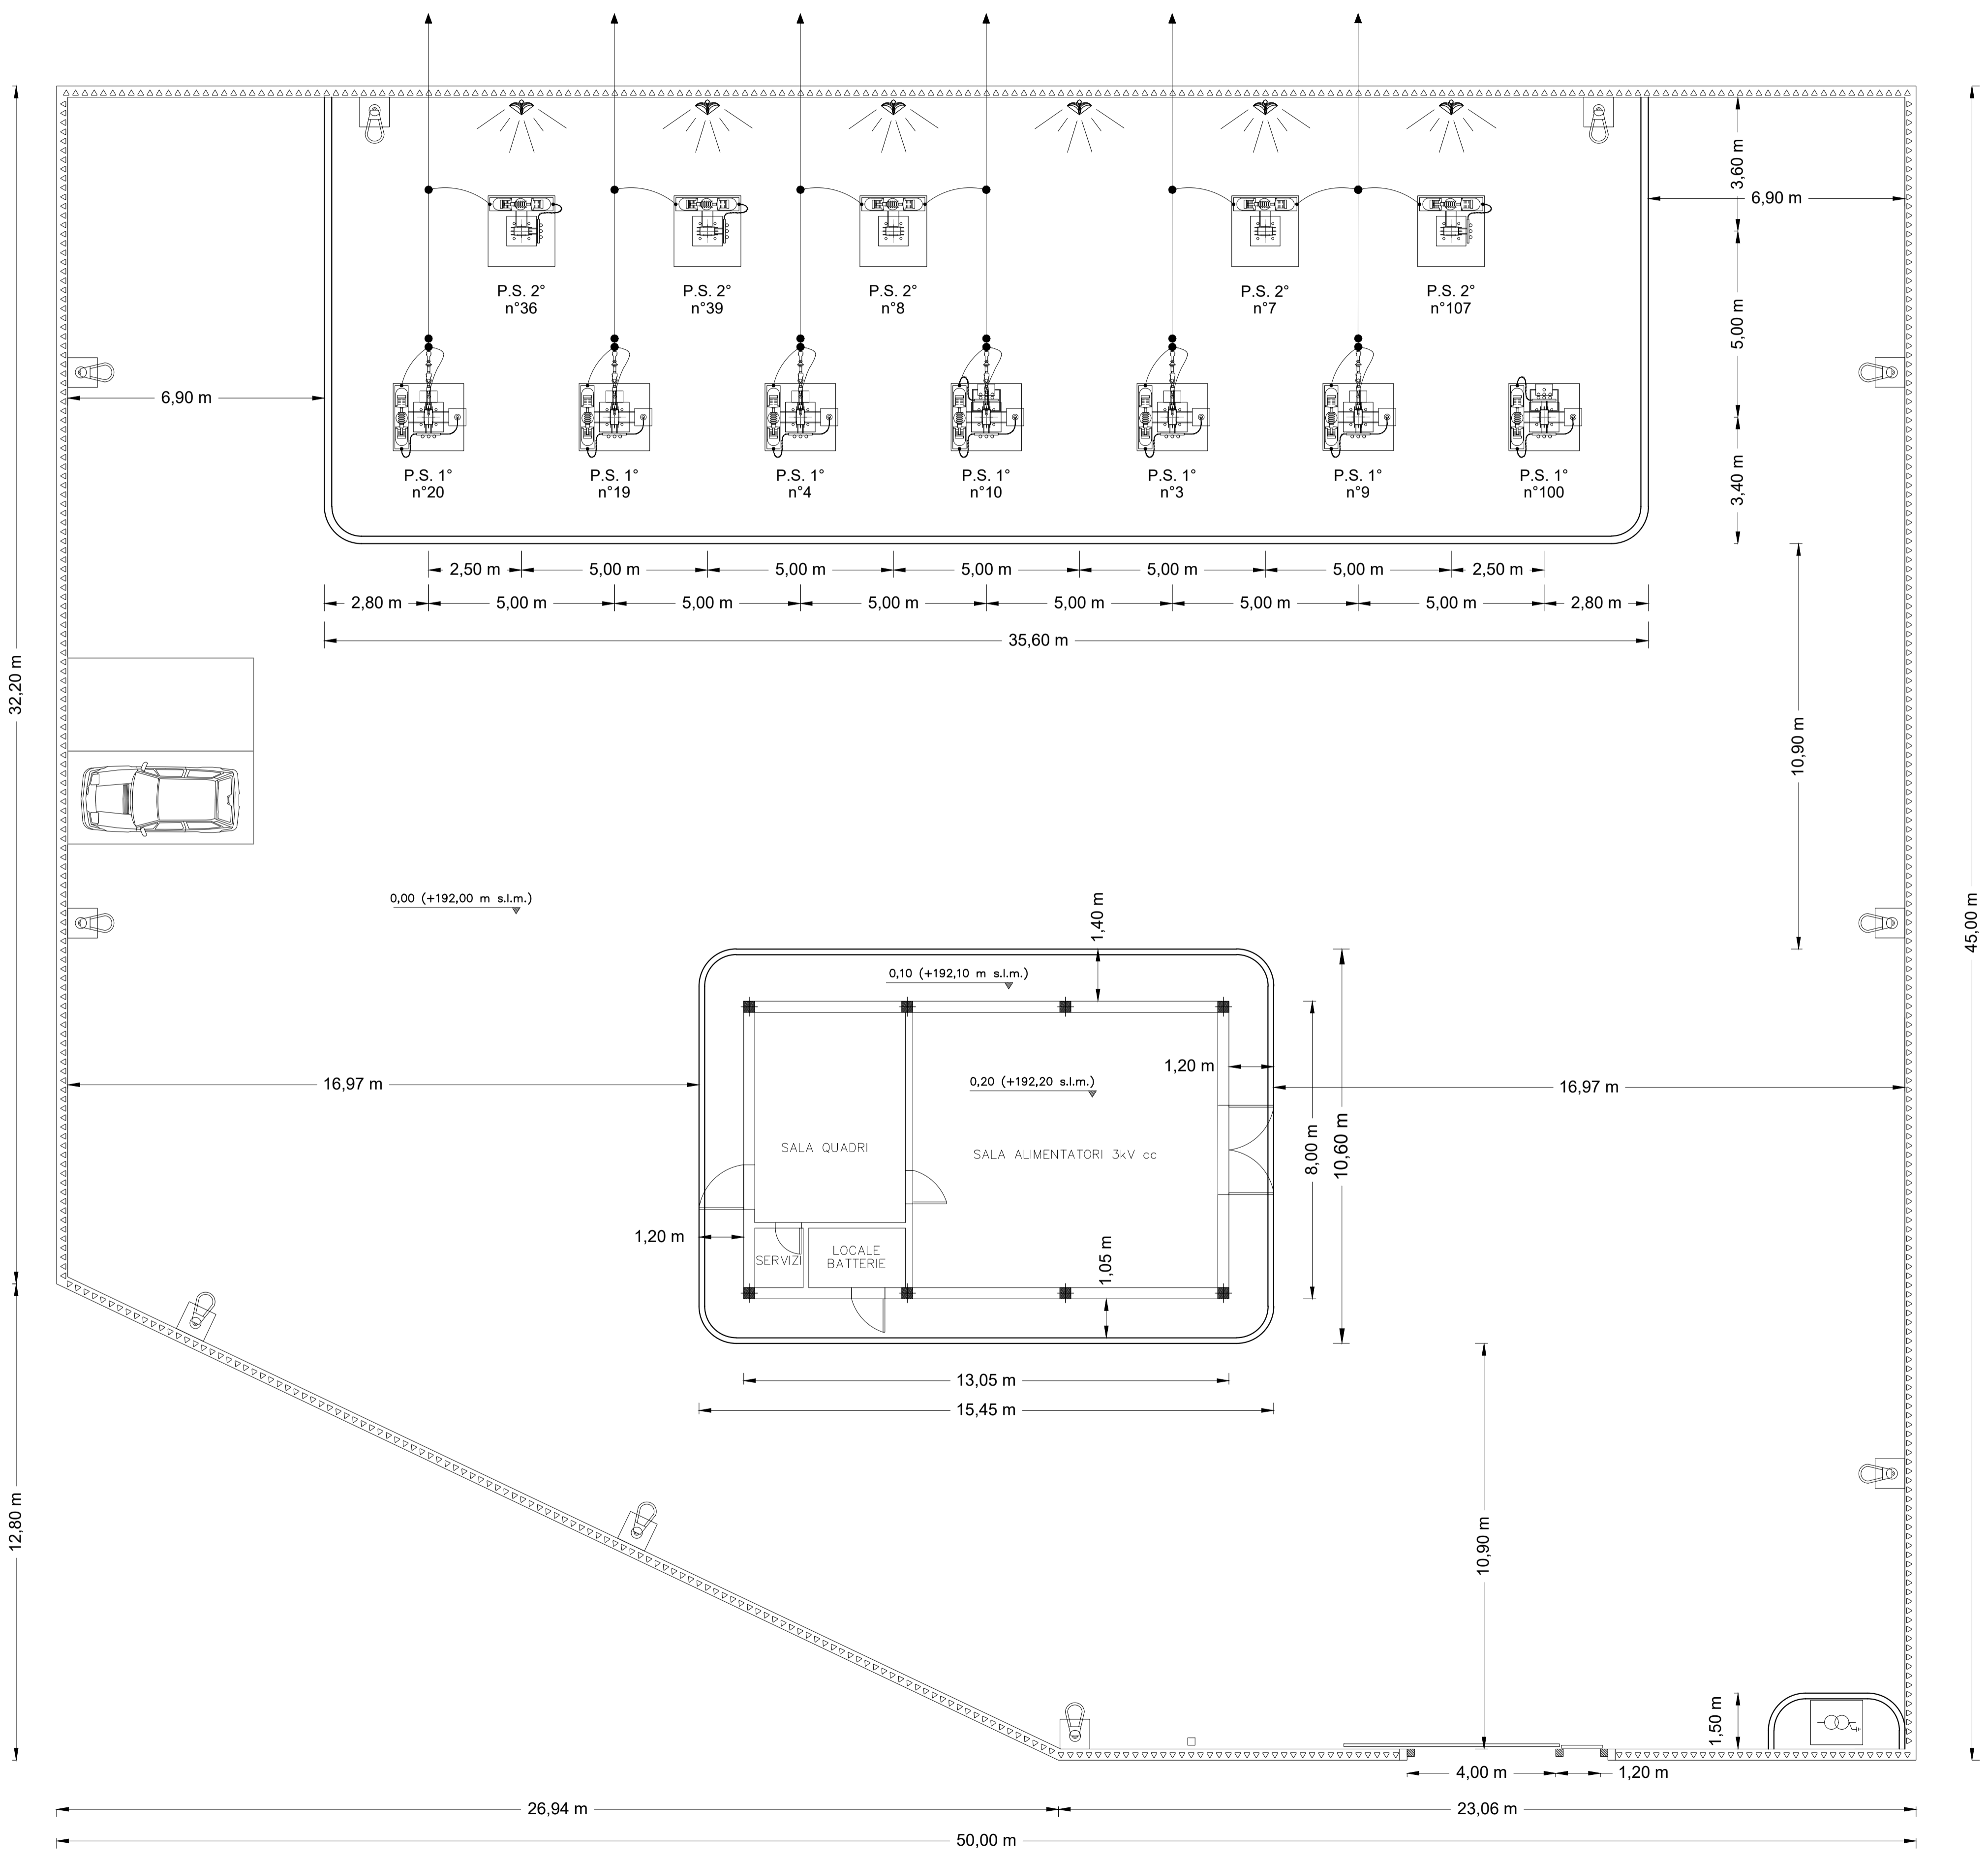 3,60 m
6,90 m
P.S. 2°
n°36
P.S. 2°
n°39
P.S. 2°
n°8
P.S. 2°
n°7
P.S. 2°
n°107
5,00 m
6,90 m
P.S. 1°
n°20
P.S. 1°
n°19
P.S. 1°
n°4
P.S. 1°
n°10
P.S. 1°
n°3
P.S. 1°
n°9
P.S. 1°
n°100
3,40 m
2,50 m 5,00 m 5,00 m 5,00 m 5,00 m 5,00 m 2,50 m
2,80 m 5,00 m 5,00 m 5,00 m 5,00 m 5,00 m 5,00 m 2,80 m
35,60 m
32,20 m
10,90 m
45,00 m
0,00 (+192,00 m s.l.m.)
1,40 m
0,10 (+192,10 m s.l.m.)
1,20 m
0,20 (+192,20 s.l.m.)
16,97 m
16,97 m
SALA QUADRI
SALA ALIMENTATORI 3kV cc
8,00 m
10,60 m
1,20 m
SERVIZI
LOCALE
BATTERIE
1,05 m
13,05 m
15,45 m
12,80 m
10,90 m
1,50 m
4,00 m
1,20 m
26,94 m
23,06 m
50,00 m